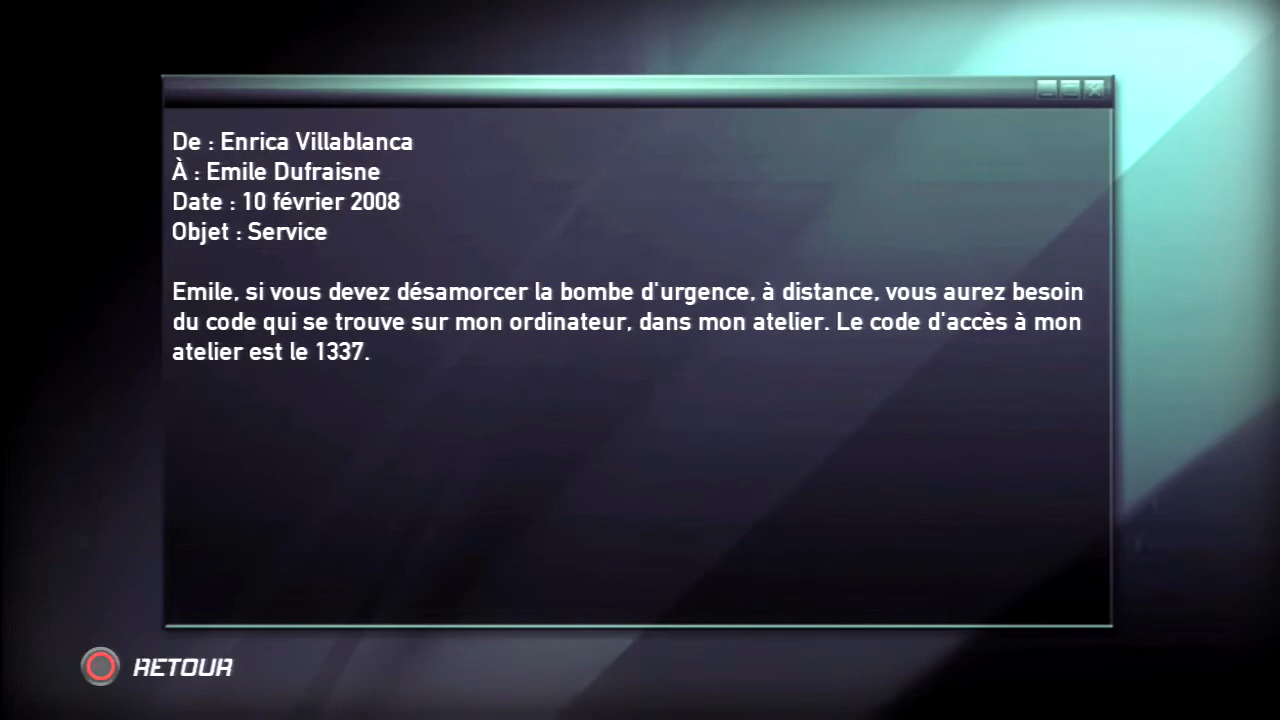 De : Enrica Villablanca
À : Emile Dufraisne
Date : 10 février 2008
Objet : Service
Emile, si vous devez désamorcer la bombe d'urgence, à distance, vous aurez besoin
du code qui se trouve sur mon ordinateur, dans mon atelier. Le code d'accès à mon
atelier est le 1337.
RETOUR